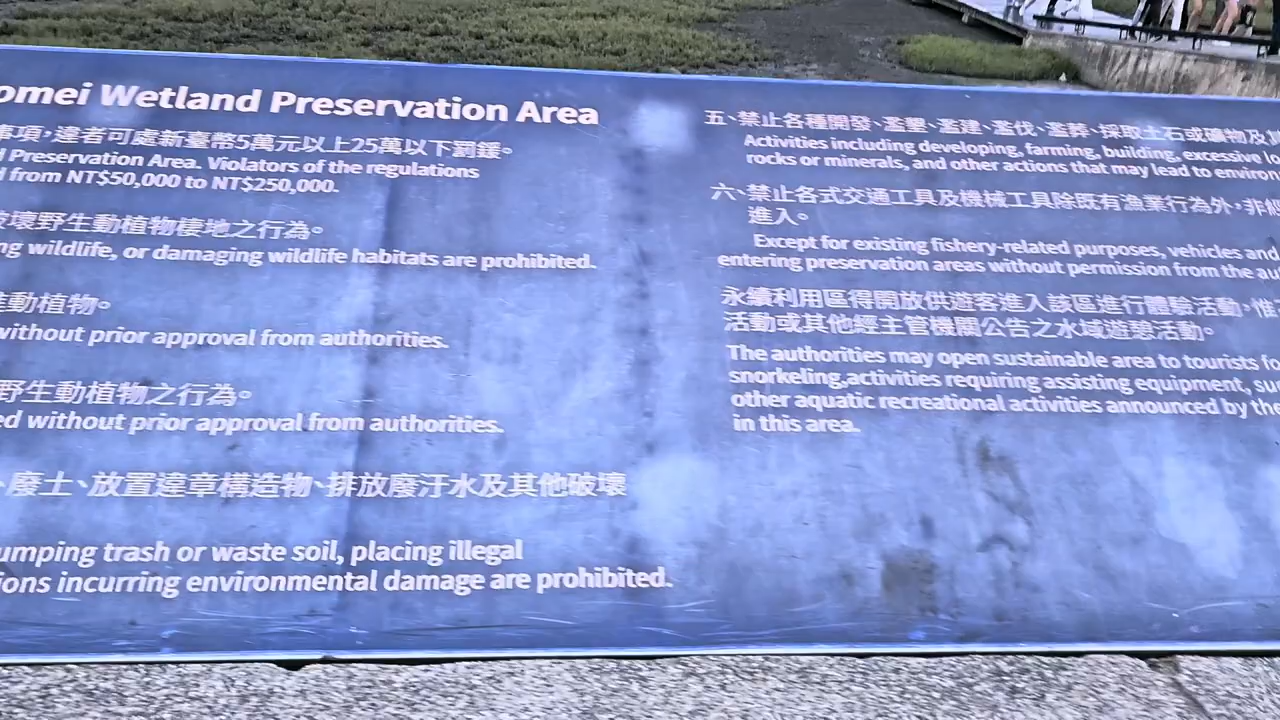 omei Wetland Preservation Area
事項,違者可處新臺幣5萬元以上25萬以下罰鍰。
Preservation Area. Violators of the regulations
d from NT$50,000 to NT$250,000.
破壞野生動植物棲地之行為。
ng wildlife, or damaging wildlife habitats are prohibited.
動植物。
without prior approval from authorities.
野生動植物之行為。
ed without prior approval from authorities.
、廢土、放置違章構造物、排放廢汙水及其他破壞
umping trash or waste soil, placing illegal
ions incurring environmental damage are prohibited.
五、禁止各種開發、濫墾、濫建、濫伐、濫葬、採取土石或礦物及其
Activities including developing, farming, building, excessive lo
rocks or minerals, and other actions that may lead to environ
六、禁止各式交通工具及機械工具除既有漁業行為外,非經
進入。
Except for existing fishery-related purposes, vehicles and
entering preservation areas without permission from the au
永續利用區得開放供遊客進入該區進行體驗活動,惟
活動或其他經主管機關公告之水域遊憩活動。
The authorities may open sustainable area to tourists fo
snorkeling,activities requiring assisting equipment, su
other aquatic recreational activities announced by the
in this area.